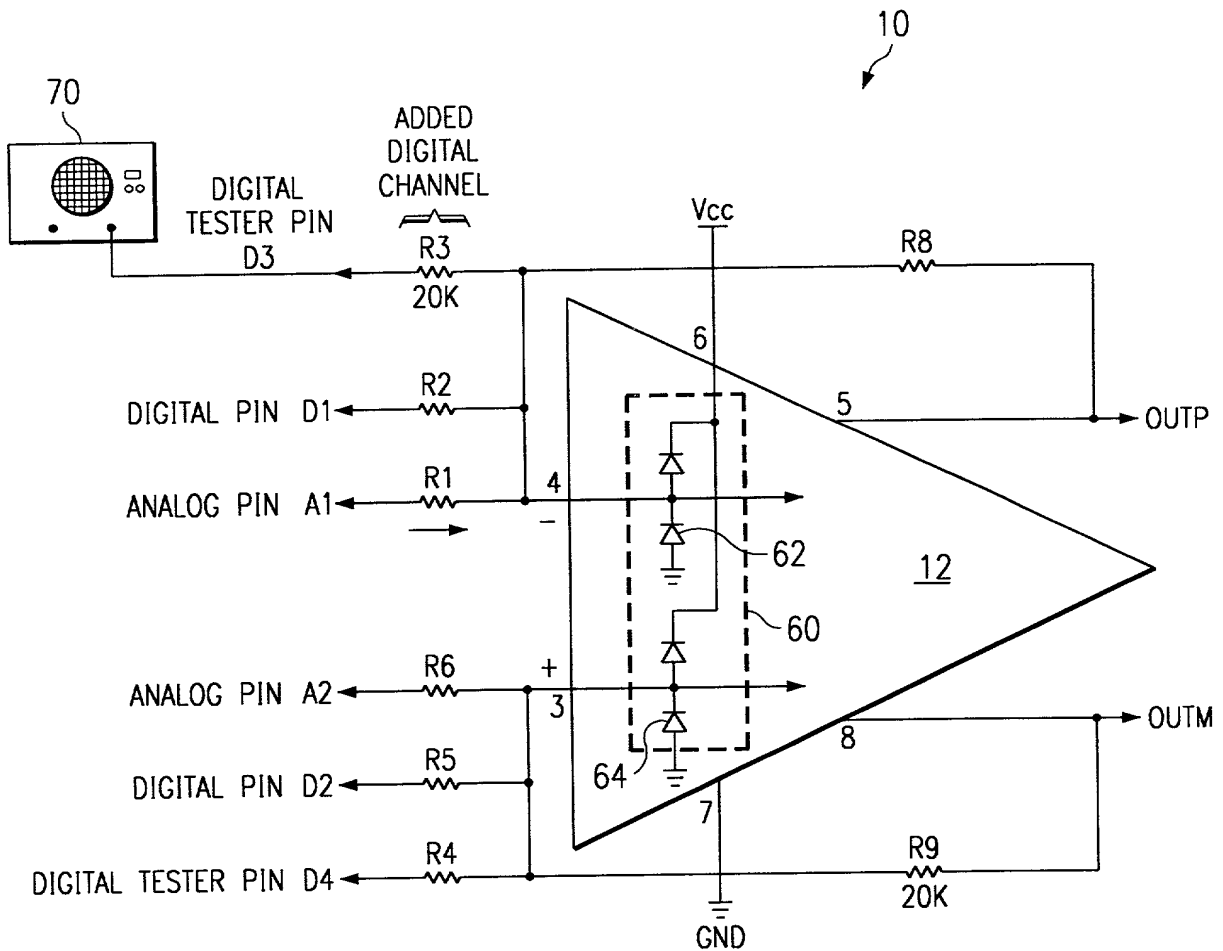 10
70
ADDED
DIGITAL
CHANNEL
DIGITAL
TESTER PIN
D3
R3
20K
Vcc
R8
6
R2
DIGITAL PIN D1
5
OUTP
R1
ANALOG PIN A1
4
−
62
12
60
+
R6
ANALOG PIN A2
3
OUTM
8
R5
DIGITAL PIN D2
64
7
R4
DIGITAL TESTER PIN D4
R9
20K
GND